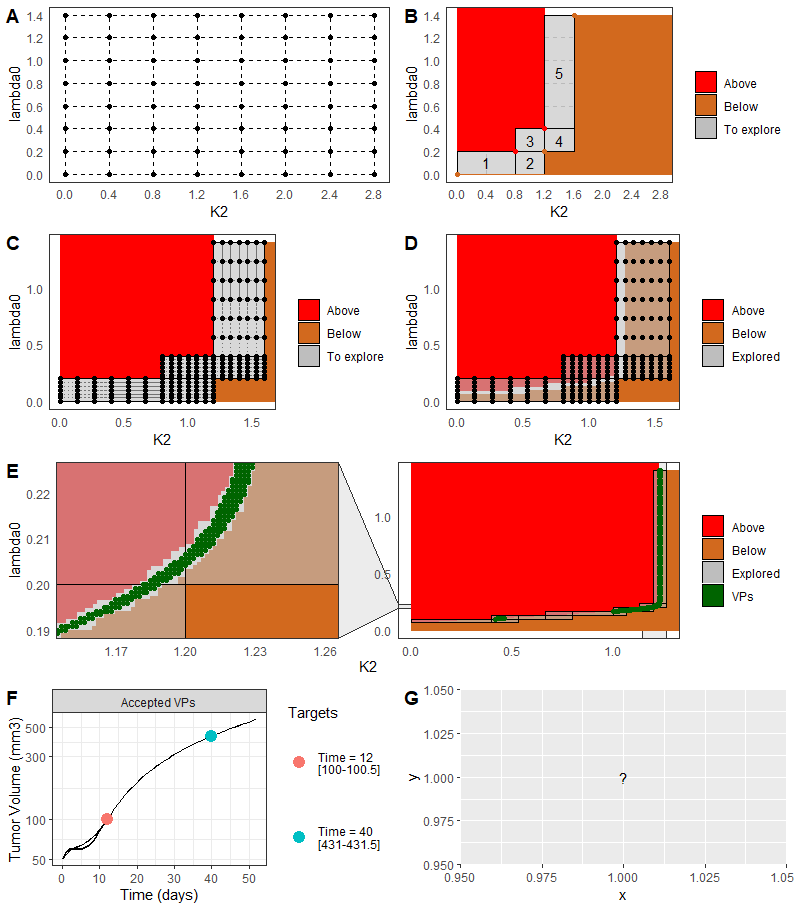 A
lambda0
1.4
1.2
1.0
0.8
0.6
0.4
0.2
0.0
0.0 0.4 0.8 1.2 1.6 2.0 2.4 2.8
K2
B
lambda0
1.4
1.2
1.0
0.8
0.6
0.4
0.2
0.0
5
3 4
1 2
0.0 0.4 0.8 1.2 1.6 2.0 2.4 2.8
K2
Above
Below
To explore
C
lambda0
1.0
0.5
0.0
0.0 0.5 1.0 1.5
K2
Above
Below
To explore
D
lambda0
1.0
0.5
0.0
0.0 0.5 1.0 1.5
K2
Above
Below
Explored
E
lambda0
0.22
0.21
0.20
0.19
1.17 1.20 1.23 1.26
1.0
0.5
0.0
0.0 0.5 1.0
K2
Above
Below
Explored
VPs
F
Accepted VPs
Tumor Volume (mm3)
500
300
100
50
0 10 20 30 40 50
Time (days)
Targets
Time = 12
[100-100.5]
Time = 40
[431-431.5]
G
y
1.050
1.025
1.000
0.975
0.950
?
0.950 0.975 1.000 1.025 1.05
x